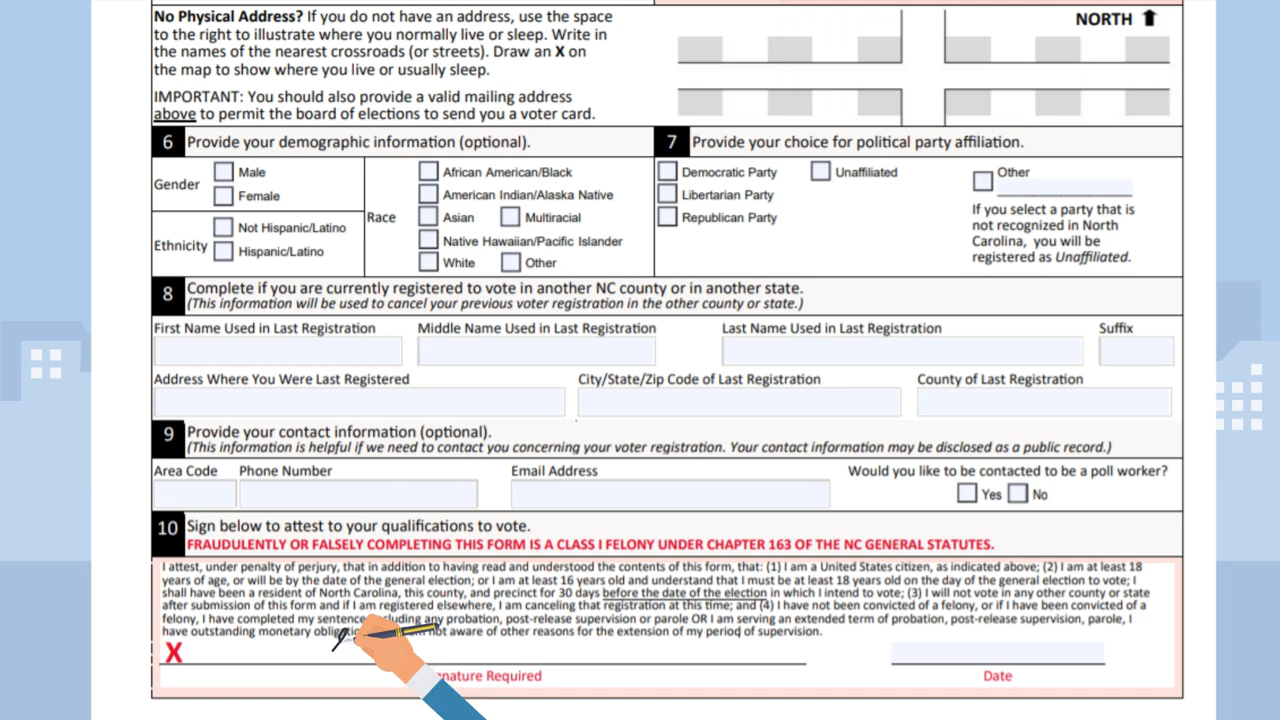 No Physical Address? If you do not have an address, use the space
to the right to illustrate where you normally live or sleep. Write in
the names of the nearest crossroads (or streets). Draw an X on
the map to show where you live or usually sleep.
IMPORTANT: You should also provide a valid mailing address
above to permit the board of elections to send you a voter card.
NORTH
6 Provide your demographic information (optional).
Gender
Male
Female
Ethnicity
Not Hispanic/Latino
Hispanic/Latino
Race
African American/Black
American Indian/Alaska Native
Asian Multiracial
Native Hawaiian/Pacific Islander
White Other
7 Provide your choice for political party affiliation.
Democratic Party Unaffiliated Other
Libertarian Party
Republican Party
If you select a party that is
not recognized in North
Carolina, you will be
registered as Unaffiliated.
8 Complete if you are currently registered to vote in another NC county or in another state.
(This information will be used to cancel your previous voter registration in the other county or state.)
First Name Used in Last Registration Middle Name Used in Last Registration Last Name Used in Last Registration Suffix
Address Where You Were Last Registered City/State/Zip Code of Last Registration County of Last Registration
9 Provide your contact information (optional).
(This information is helpful if we need to contact you concerning your voter registration. Your contact information may be disclosed as a public record.)
Area Code Phone Number Email Address Would you like to be contacted to be a poll worker?
Yes No
10 Sign below to attest to your qualifications to vote.
FRAUDULENTLY OR FALSELY COMPLETING THIS FORM IS A CLASS I FELONY UNDER CHAPTER 163 OF THE NC GENERAL STATUTES.
I attest, under penalty of perjury, that in addition to having read and understood the contents of this form, that: (1) I am a United States citizen, as indicated above; (2) I am at least 18
years of age, or will be by the date of the general election; or I am at least 16 years old and understand that I must be at least 18 years old on the day of the general election to vote; I
shall have been a resident of North Carolina, this county, and precinct for 30 days before the date of the election in which I intend to vote; (3) I will not vote in any other county or state
after submission of this form and if I am registered elsewhere, I am canceling that registration at this time; and (4) I have not been convicted of a felony, or if I have been convicted of a
felony, I have completed my sentence, including any probation, post-release supervision or parole OR I am serving an extended term of probation, post-release supervision, parole, I
have outstanding monetary not aware of other reasons for the extension of my period of supervision.
X
Required
Date